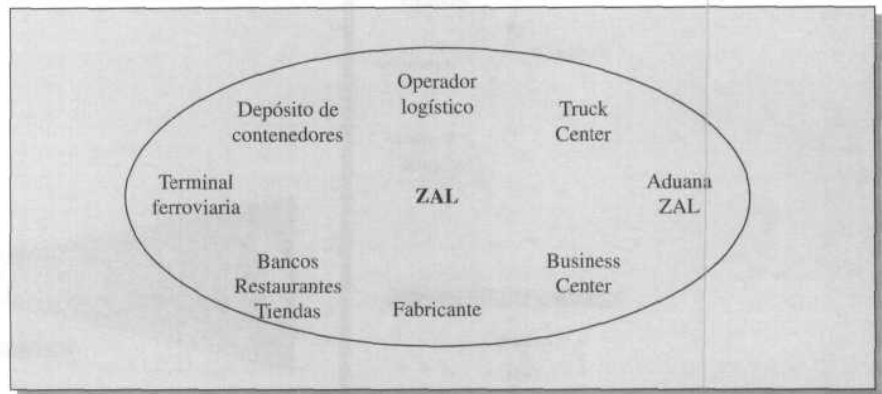 Operador
logístico
Depósito de
contenedores
Truck
Center
Terminal
ferroviaria
ZAL
Aduana
ZAL
Bancos
Restaurantes
Tiendas
Fabricante
Business
Center